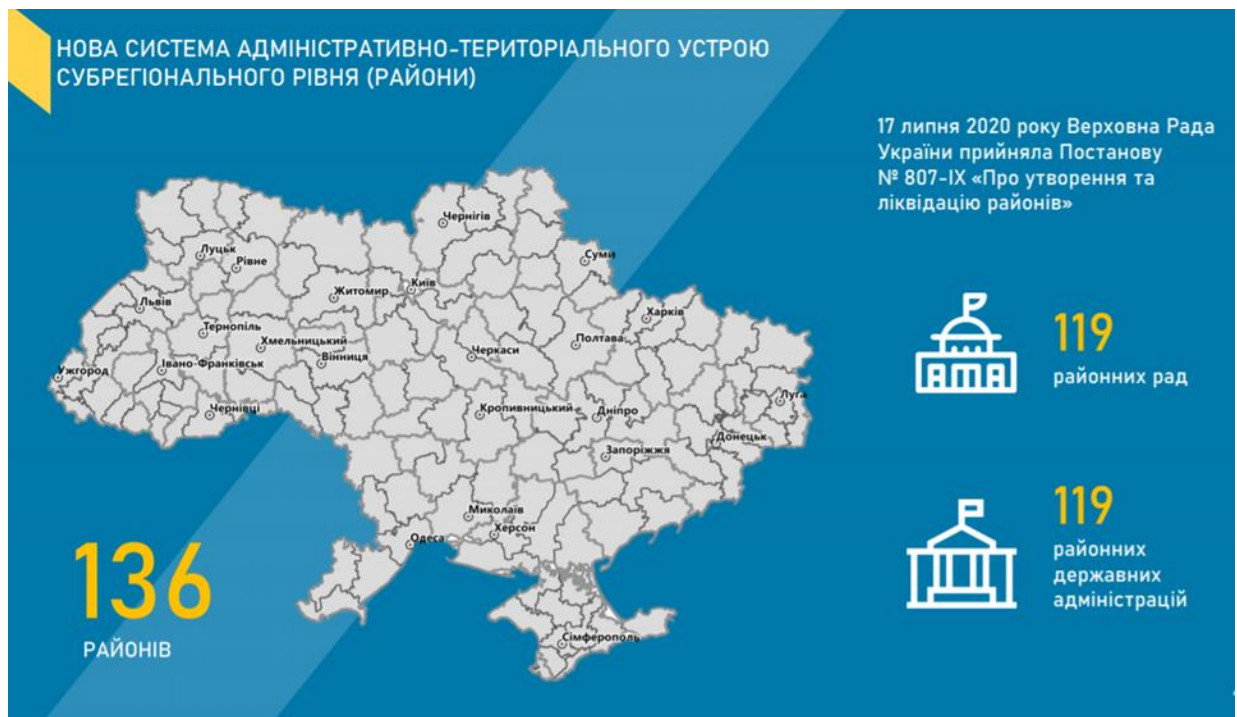 НОВА СИСТЕМА АДМІНІСТРАТИВНО-ТЕРИТОРІАЛЬНОГО УСТРОЮ
СУБРЕГІОНАЛЬНОГО РІВНЯ (РАЙОНИ)
17 липня 2020 року Верховна Рада
України прийняла Постанову
№ 807-IX «Про утворення та
ліквідацію районів»
Чернігів
Луцьк
Рівне
Суми
Житомир
Київ
Львів
Харків
Тернопіль
Хмельницький
Полтава
Вінниця
Черкаси
Івано-Франківськ
Ужгород
Чернівці
Кропивницький
Дніпро
Луга
Донецьк
Запоріжжя
Миколаїв
Херсон
Одеса
Сімферополь
119
районних рад
119
районних
державних
адміністрацій
136
РАЙОНІВ